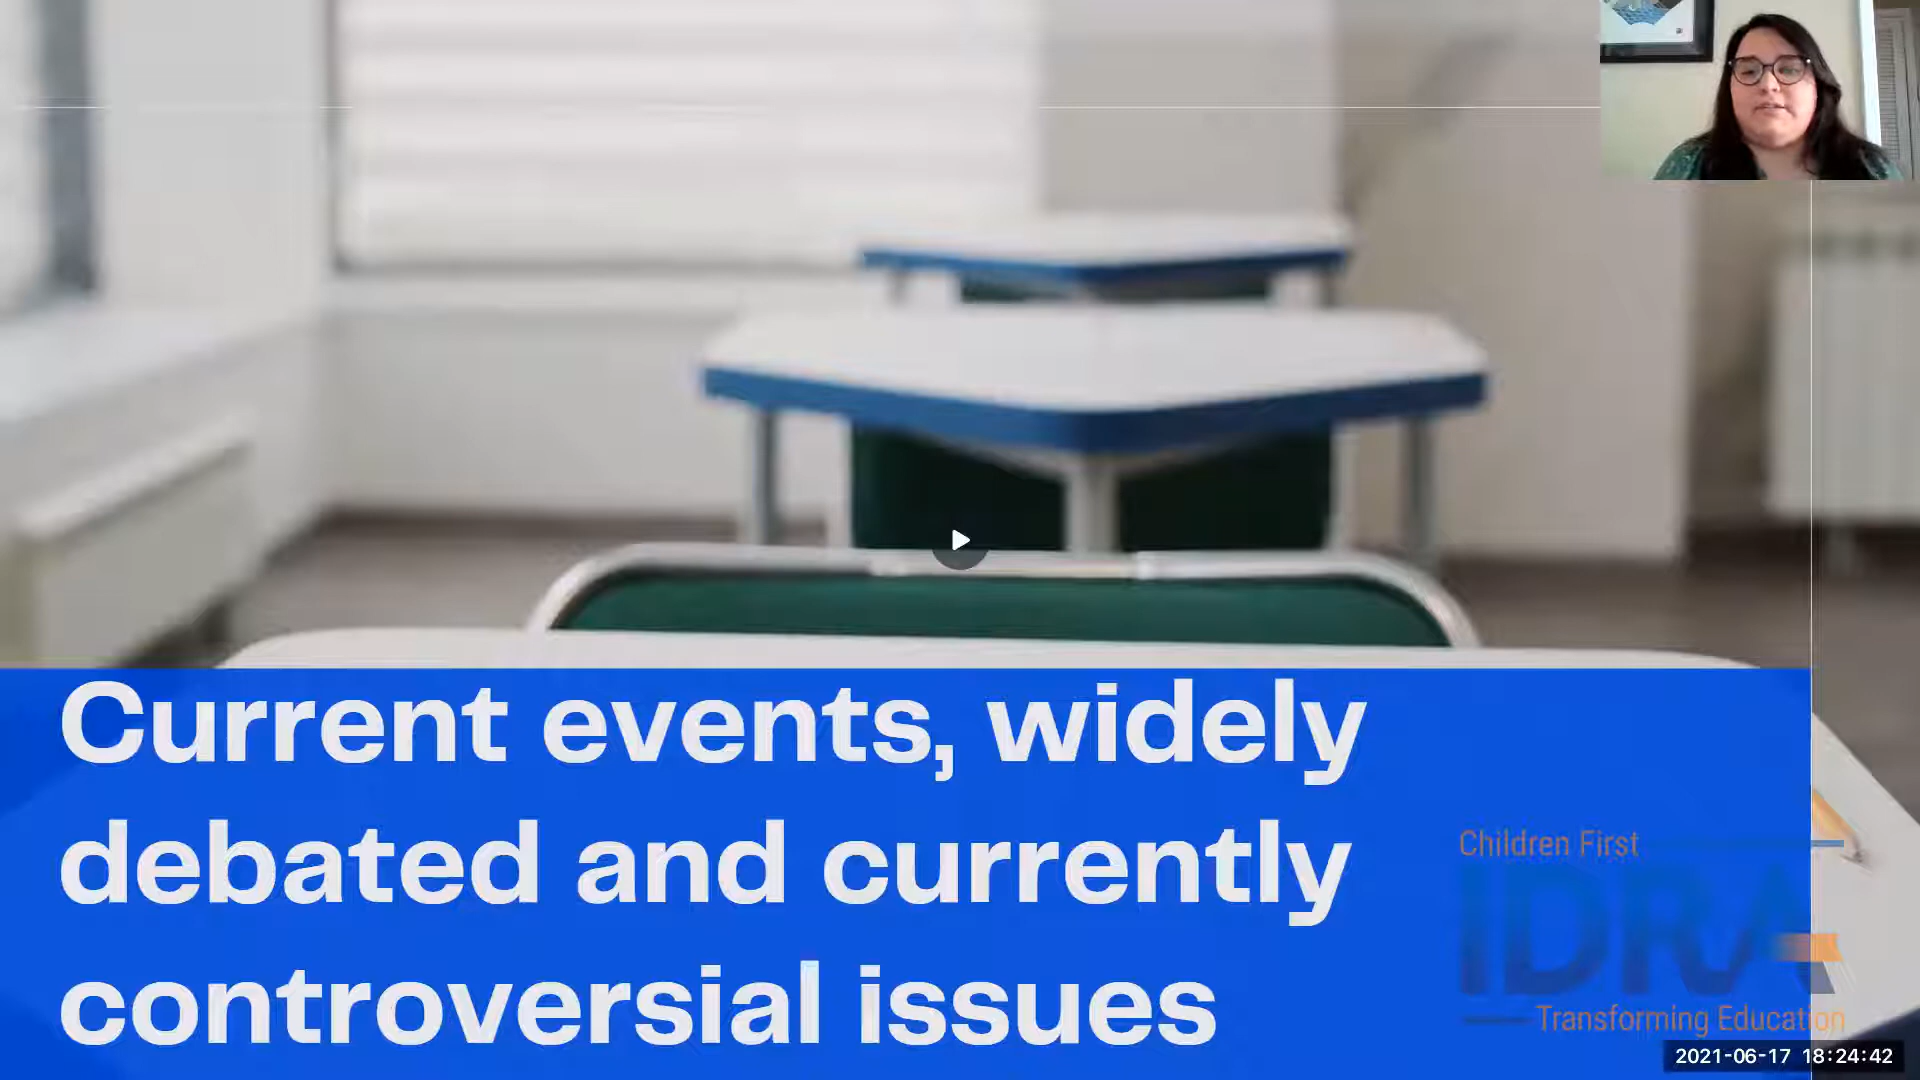 Current events, widely
debated and currently
controversial issues
Children First
IDRA
Transforming Education
2021-06-17 18:24:42